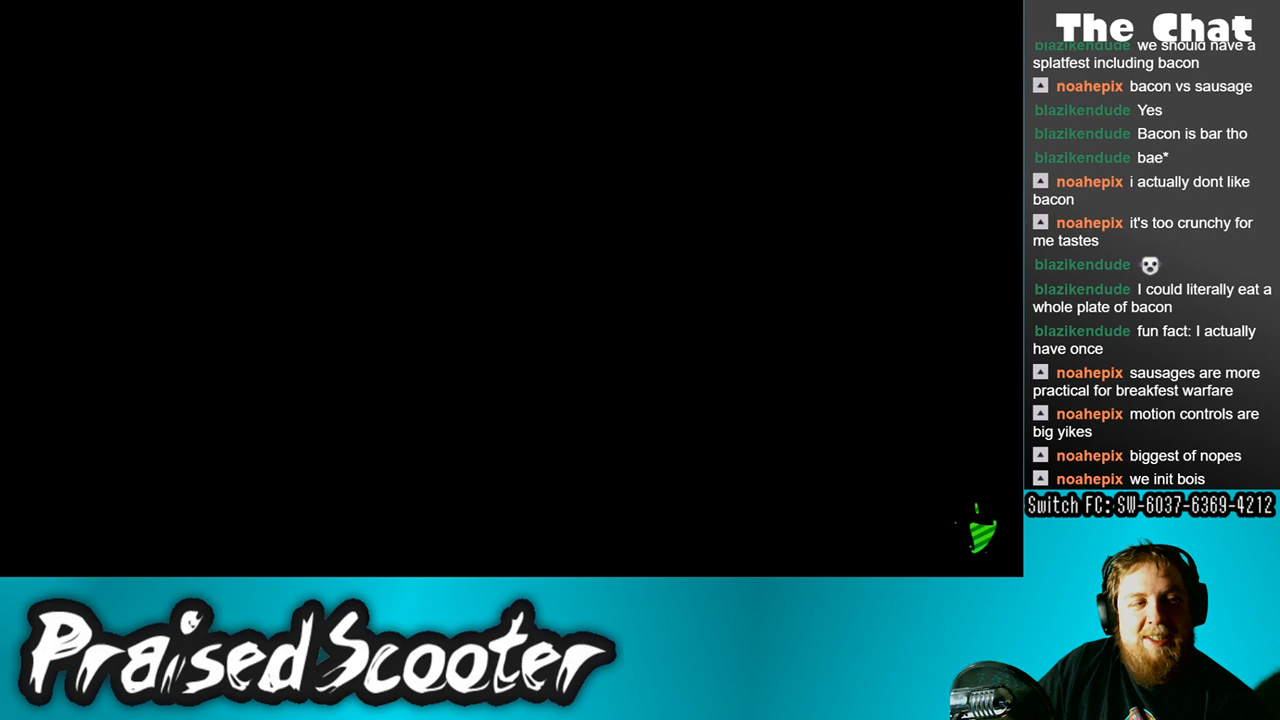 The Chat
blazikendude we should have a
splatfest including bacon
noahepix bacon vs sausage
blazikendude Yes
blazikendude Bacon is bar tho
blazikendude bae*
noahepix i actually dont like
bacon
noahepix it's too crunchy for
me tastes
blazikendude
blazikendude I could literally eat a
whole plate of bacon
blazikendude fun fact: I actually
have once
noahepix sausages are more
practical for breakfest warfare
noahepix motion controls are
big yikes
noahepix biggest of nopes
noahepix we init bois
Switch FC: SW-6037-6369-4212
PraisedScooter